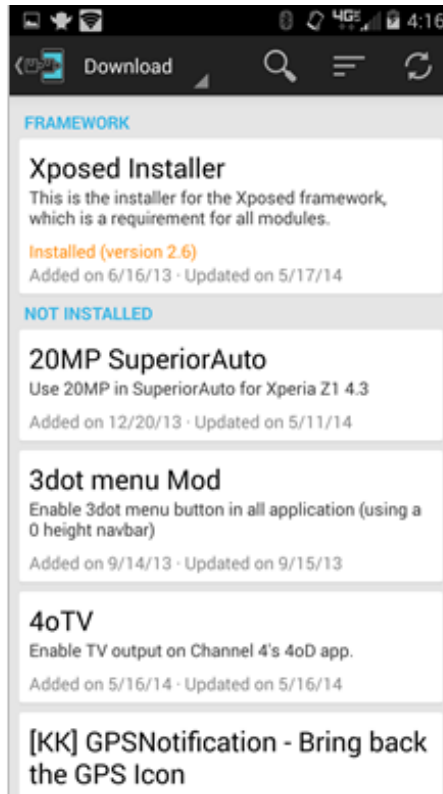 4G
4:16
Download
FRAMEWORK
Xposed Installer
This is the installer for the Xposed framework,
which is a requirement for all modules.
Installed (version 2.6)
Added on 6/16/13 · Updated on 5/17/14
NOT INSTALLED
20MP SuperiorAuto
Use 20MP in SuperiorAuto for Xperia Z1 4.3
Added on 12/20/13 · Updated on 5/11/14
3dot menu Mod
Enable 3dot menu button in all application (using a
0 height navbar)
Added on 9/14/13 · Updated on 9/15/13
4oTV
Enable TV output on Channel 4's 4oD app.
Added on 5/16/14 · Updated on 5/16/14
[KK] GPSNotification - Bring back
the GPS Icon